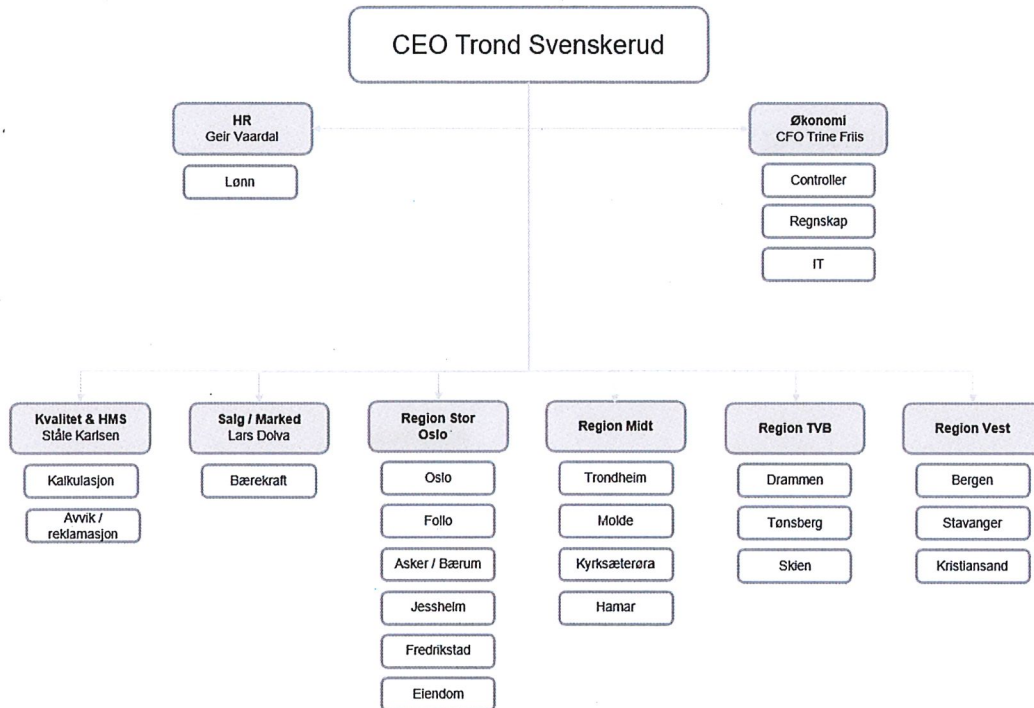 CEO Trond Svenskerud
HR
Geir Vaardal
Lønn
Økonomi
CFO Trine Friis
Controller
Regnskap
IT
Kvalitet & HMS
Ståle Karlsen
Kalkulasjon
Avvik /
reklamasjon
Salg / Marked
Lars Dolva
Bærekraft
Region Stor
Oslo
Oslo
Follo
Asker / Bærum
Jessheim
Fredrikstad
Eiendom
Region Midt
Trondheim
Molde
Kyrksæterøra
Hamar
Region TVB
Drammen
Tønsberg
Skien
Region Vest
Bergen
Stavanger
Kristiansand